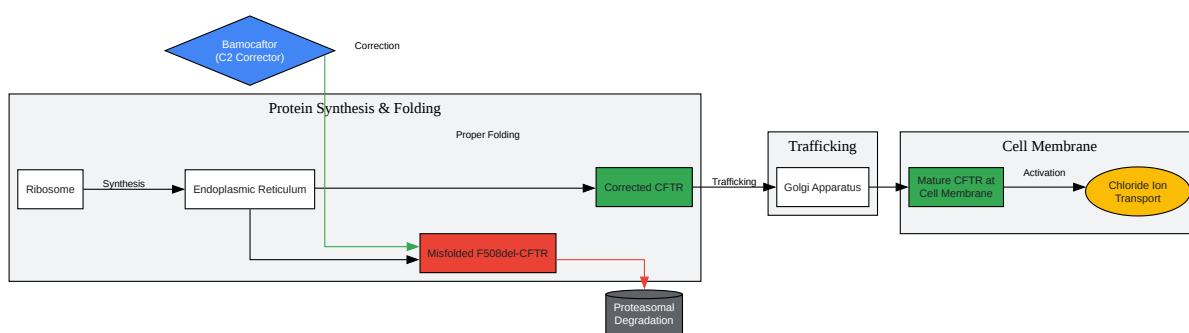 Bamocaftor
(C2 Corrector)
Correction
Protein Synthesis & Folding
Proper Folding
Ribosome
Synthesis
Endoplasmic Reticulum
Corrected CFTR
Misfolded F508del-CFTR
Proteasomal
Degradation
Trafficking
Trafficking
Golgi Apparatus
Cell Membrane
Mature CFTR at
Cell Membrane
Activation
Chloride Ion
Transport